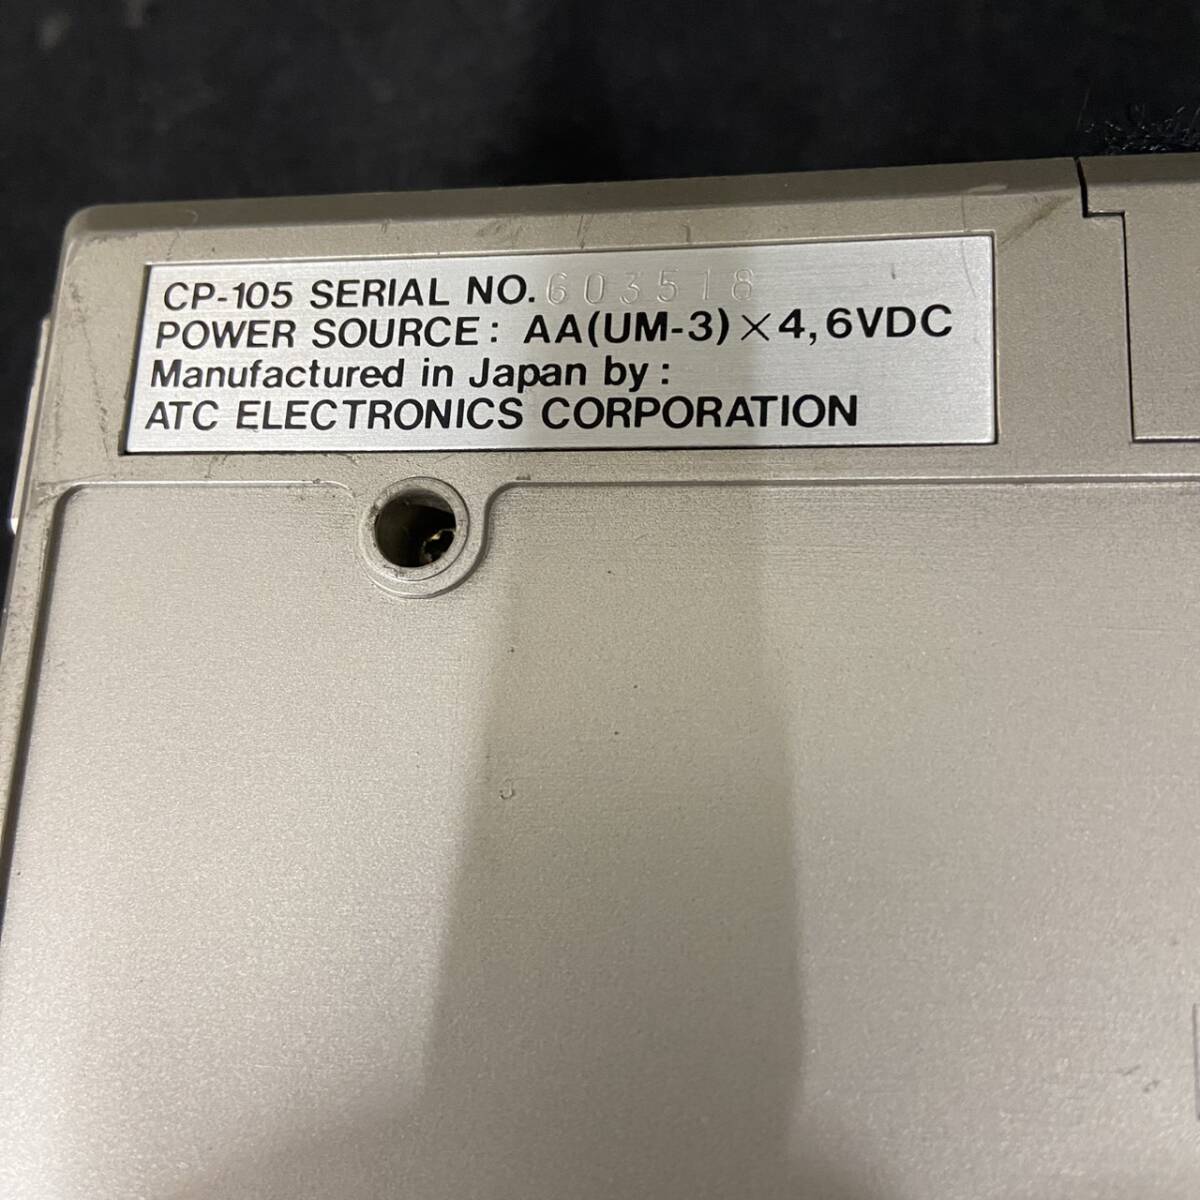 CP-105 SERIAL NO. 603518
POWER SOURCE: AA(UM-3)×4,6VDC
Manufactured in Japan by:
ATC ELECTRONICS CORPORATION